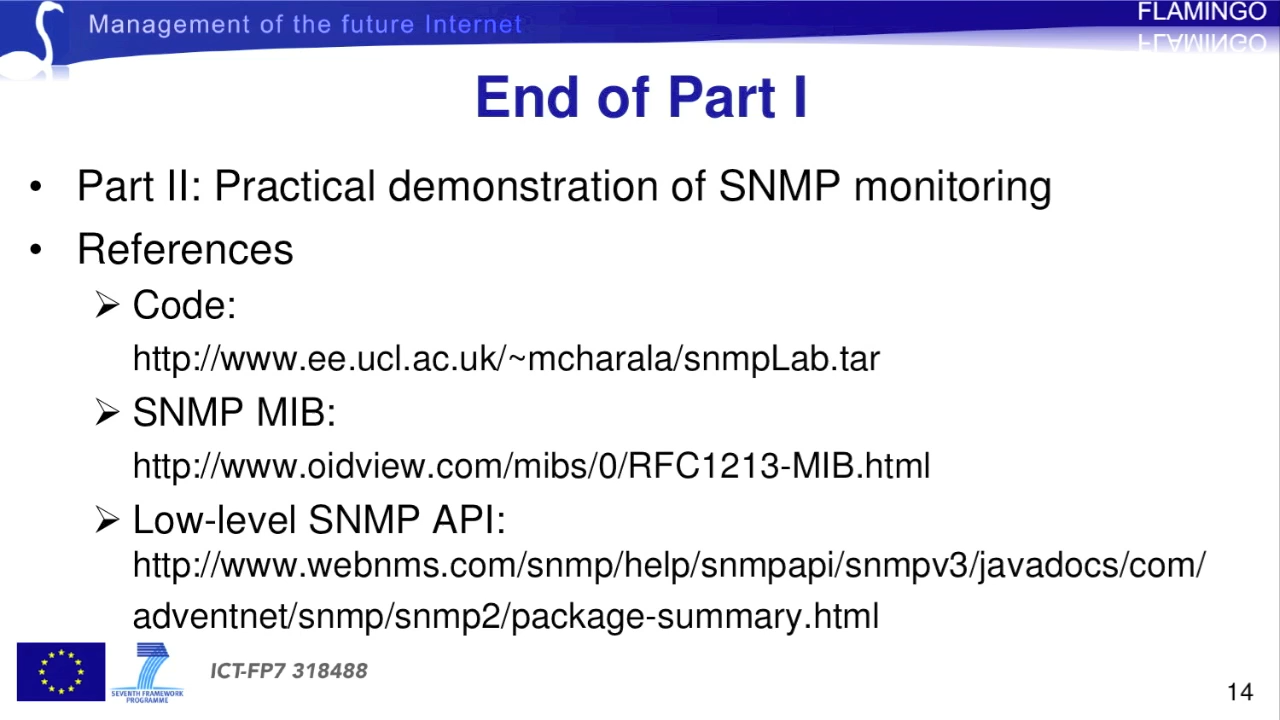 Management of the future Internet
FLAMINGO
End of Part I
• Part II: Practical demonstration of SNMP monitoring
• References
➢ Code:
http://www.ee.ucl.ac.uk/~mcharala/snmpLab.tar
➢ SNMP MIB:
http://www.oidview.com/mibs/0/RFC1213-MIB.html
➢ Low-level SNMP API:
http://www.webnms.com/snmp/help/snmpapi/snmpv3/javadocs/com/
adventnet/snmp/snmp2/package-summary.html
SEVENTH FRAMEWORK
PROGRAMME
ICT-FP7 318488
14